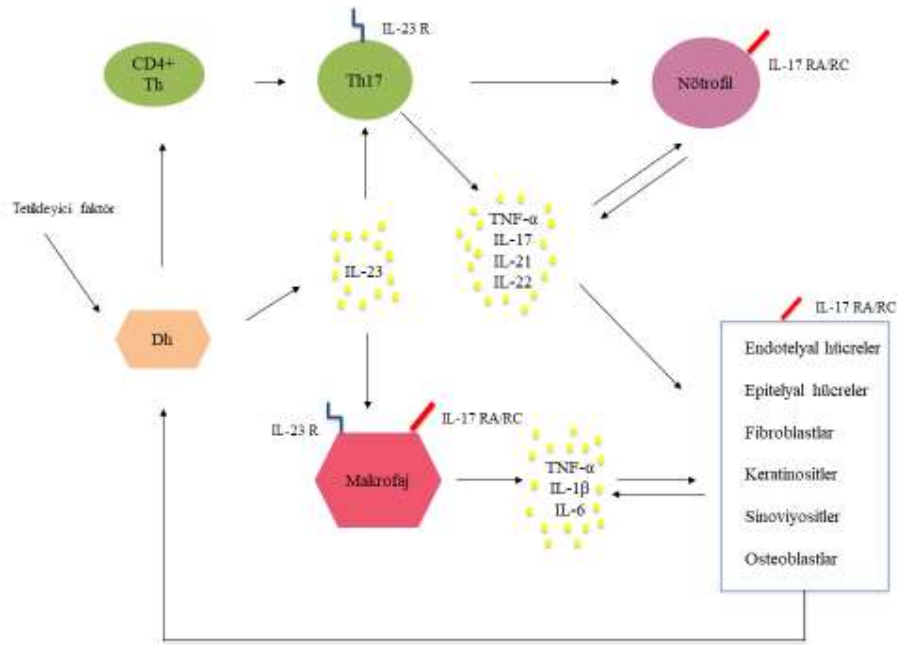 IL-23 R
CD4+
Th
Th17
IL-17 RA/RC
Nötrofil
Tetikleyici faktör
TNF-α
IL-17
IL-21
IL-22
IL-23
Dh
IL-17 RA/RC
Endotelyal hücreler
Epitelyal hücreler
Fibroblastlar
Keratinositler
Sinoviyositler
Osteoblastlar
IL-23 R
IL-17 RA/RC
Makrofaj
TNF-α
IL-1β
IL-6